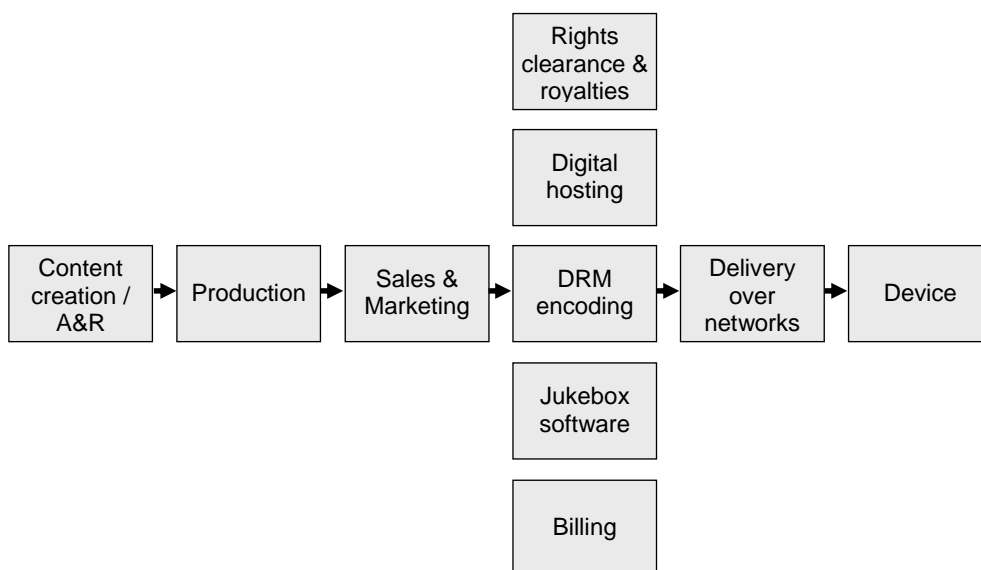 Rights
clearance &
royalties
Digital
hosting
Content
creation /
A&R
Production
Sales &
Marketing
DRM
encoding
Delivery
over
networks
Device
Jukebox
software
Billing